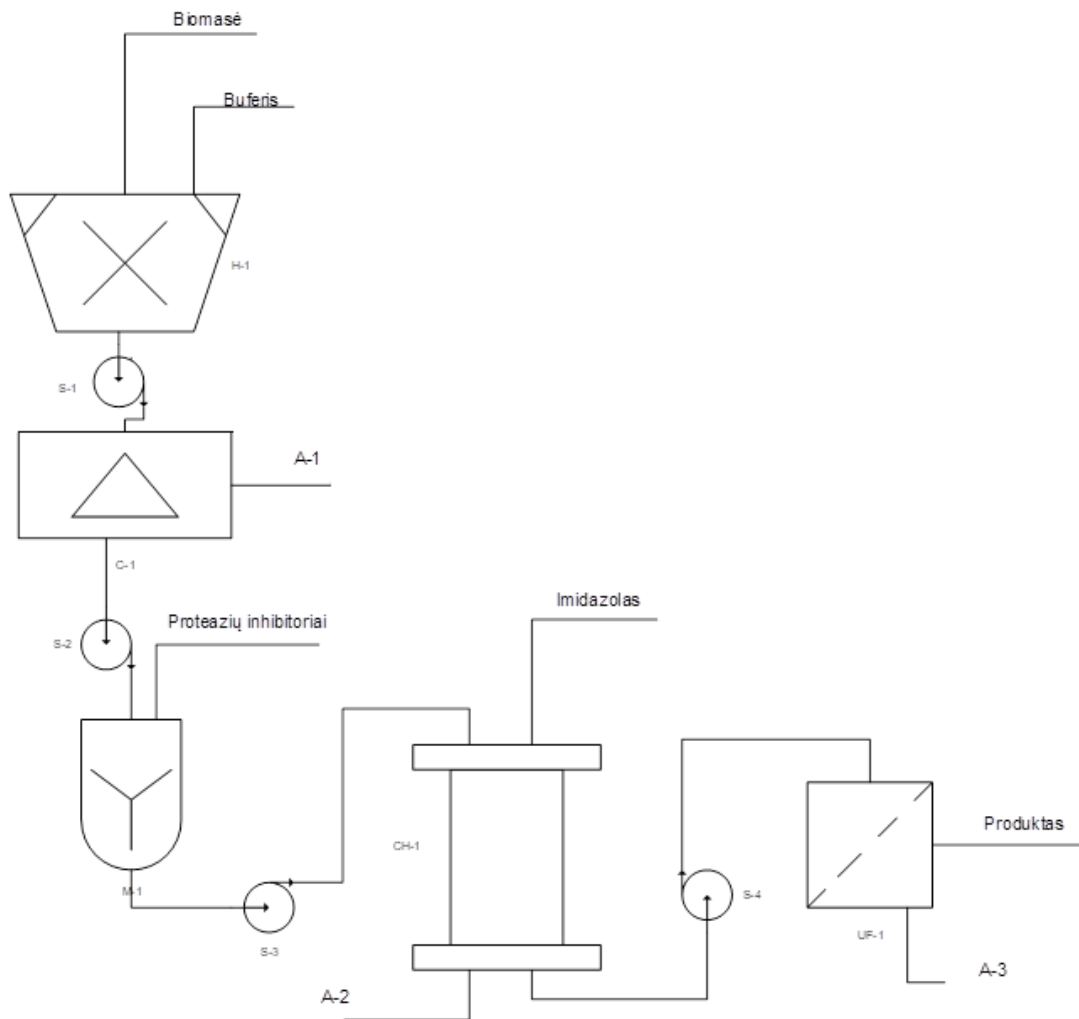 Biomasė
Buferis
H-1
S-1
A-1
C-1
Imidazolas
Proteazių inhibitoriai
S-2
Produktas
CH-1
M-1
S-4
UF-1
S-3
A-3
A-2